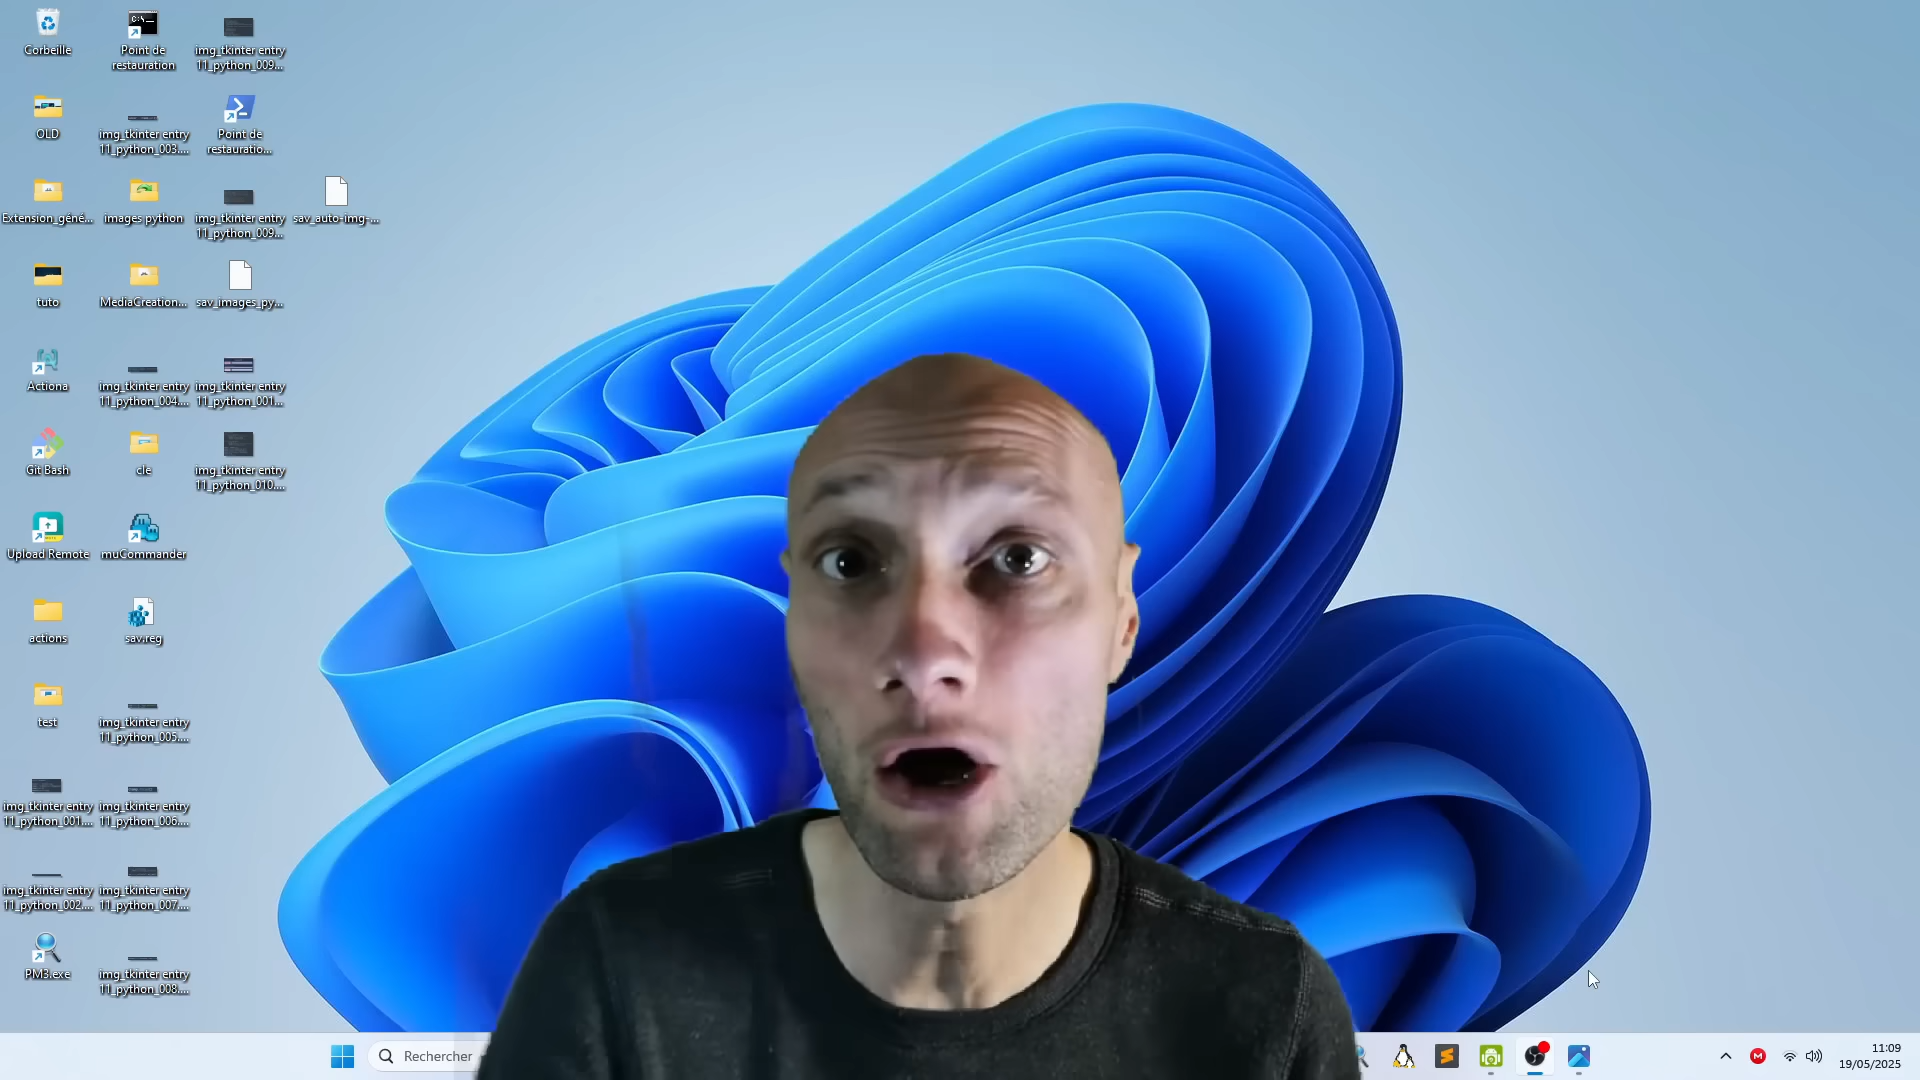 Corbeille
Point de
restauration
img_tkinter entry
11_python_009...
OLD
img_tkinter entry
11_python_003....
Point de
restauratio...
Extension_géné...
images python
img_tkinter entry
11_python_009...
sav_auto-img-...
tuto
MediaCreation...
sav_images_py...
Actiona
img_tkinter entry
11_python_004....
img_tkinter entry
11_python_001...
Git Bash
cle
img_tkinter entry
11_python_010....
Upload Remote
muCommander
actions
sav.reg
test
img_tkinter entry
11_python_005....
img_tkinter entry
11_python_001....
img_tkinter entry
11_python_006....
img_tkinter entry
11_python_002....
img_tkinter entry
11_python_007....
PM3.exe
img_tkinter entry
11_python_008....
Rechercher
11:09
19/05/2025